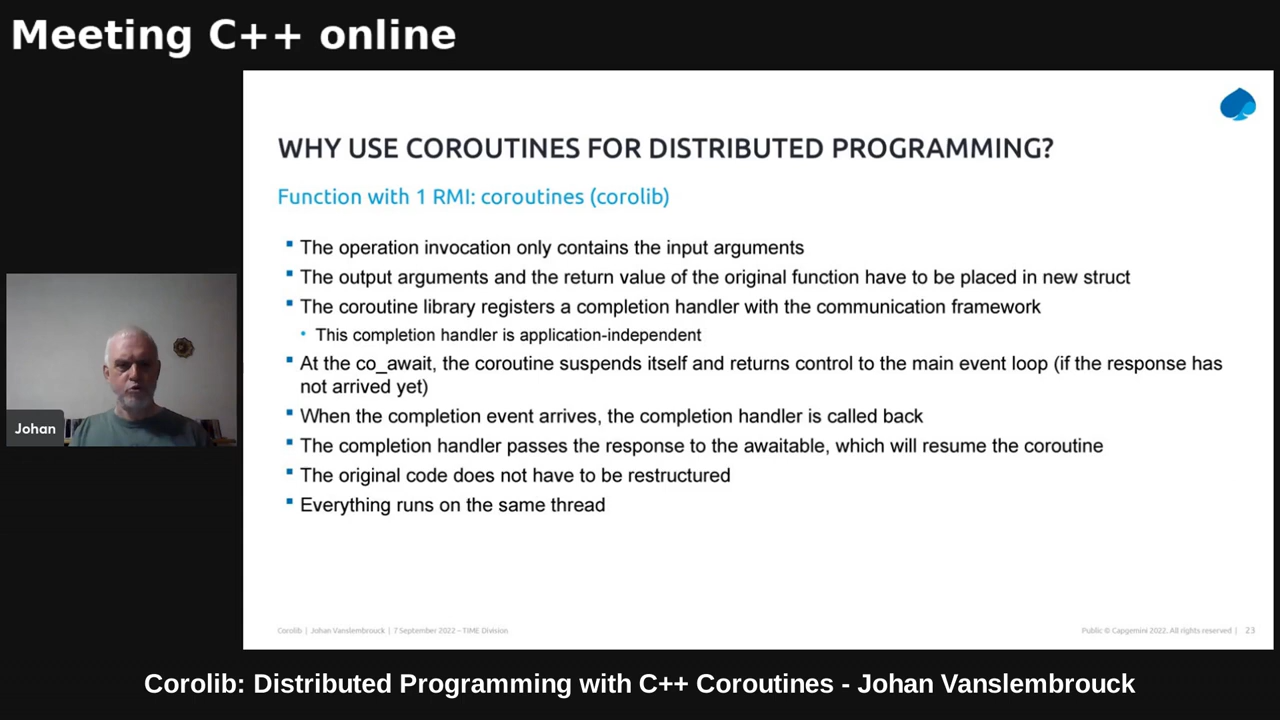 Meeting C++ online
WHY USE COROUTINES FOR DISTRIBUTED PROGRAMMING?
Function with 1 RMI: coroutines (corolib)
The operation invocation only contains the input arguments
The output arguments and the return value of the original function have to be placed in new struct
The coroutine library registers a completion handler with the communication framework
This completion handler is application-independent
At the co_await, the coroutine suspends itself and returns control to the main event loop (if the response has
not arrived yet)
When the completion event arrives, the completion handler is called back
The completion handler passes the response to the awaitable, which will resume the coroutine
The original code does not have to be restructured
Everything runs on the same thread
Johan
Corolib | Johan Vanslembrouck | 7 September 2022 – TIME Division
Public © Capgemini 2022. All rights reserved | 23
Corolib: Distributed Programming with C++ Coroutines - Johan Vanslembrouck